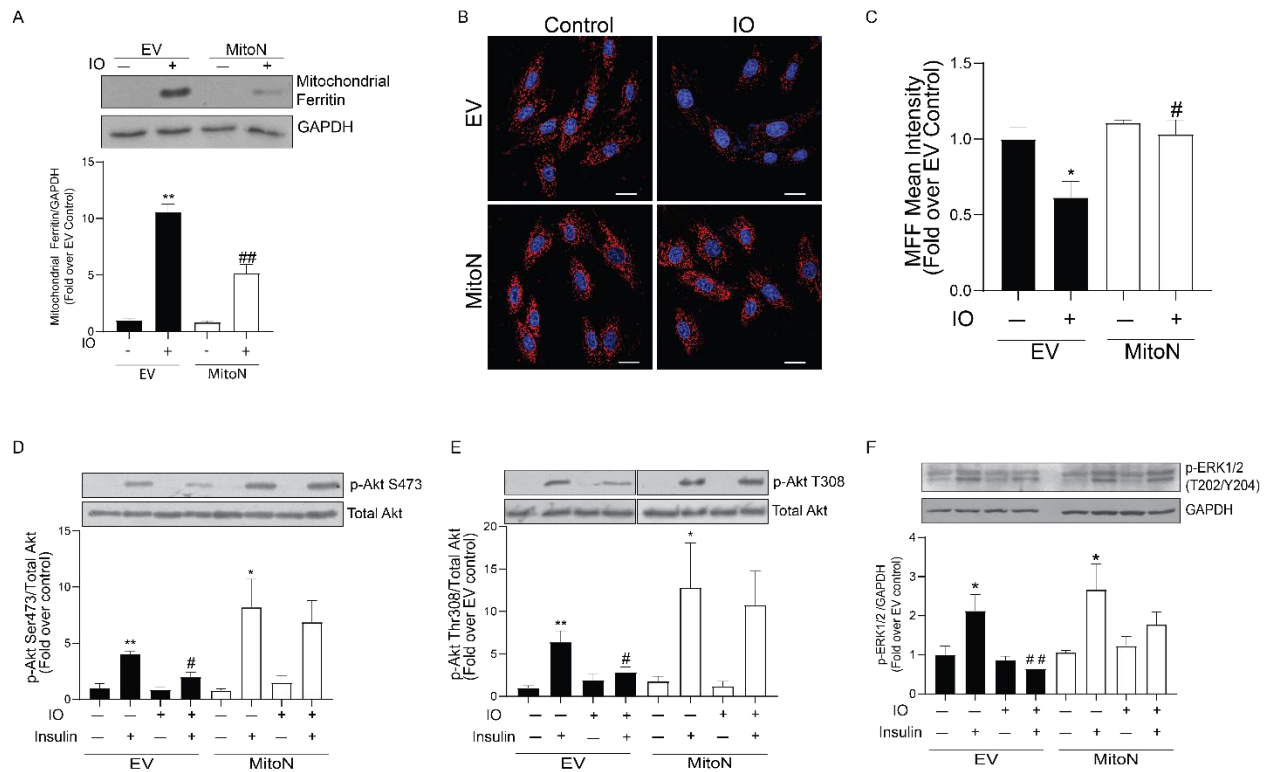 A
EV MitoN
IO — + — +
Mitochondrial
Ferritin
GAPDH
Mitochondrial Ferritin/GAPDH
(Fold over EV Control)
15
10
5
0
**
##
IO
- + - +
EV MitoN
B
Control IO
EV
MitoN
C
MFF Mean Intensity
(Fold over EV Control)
1.5
1.0
0.5
0.0
*
#
IO — + — +
EV MitoN
D
p-Akt S473
Total Akt
p-Akt Ser473/Total Akt
(Fold over control)
15
10
5
0
**
#
*
IO — — + + — — + +
Insulin — + — + — + — +
EV MitoN
E
p-Akt T308
Total Akt
p-Akt Thr308/Total Akt
(Fold over EV control)
20
15
10
5
0
**
#
*
IO — — + + — — + +
Insulin — + — + — + — +
EV MitoN
F
p-ERK1/2
(T202/Y204)
GAPDH
p-ERK1/2 /GAPDH
(Fold over EV control)
4
3
2
1
0
*
##
*
IO — — + + — — + +
Insulin — + — + — + — +
EV MitoN